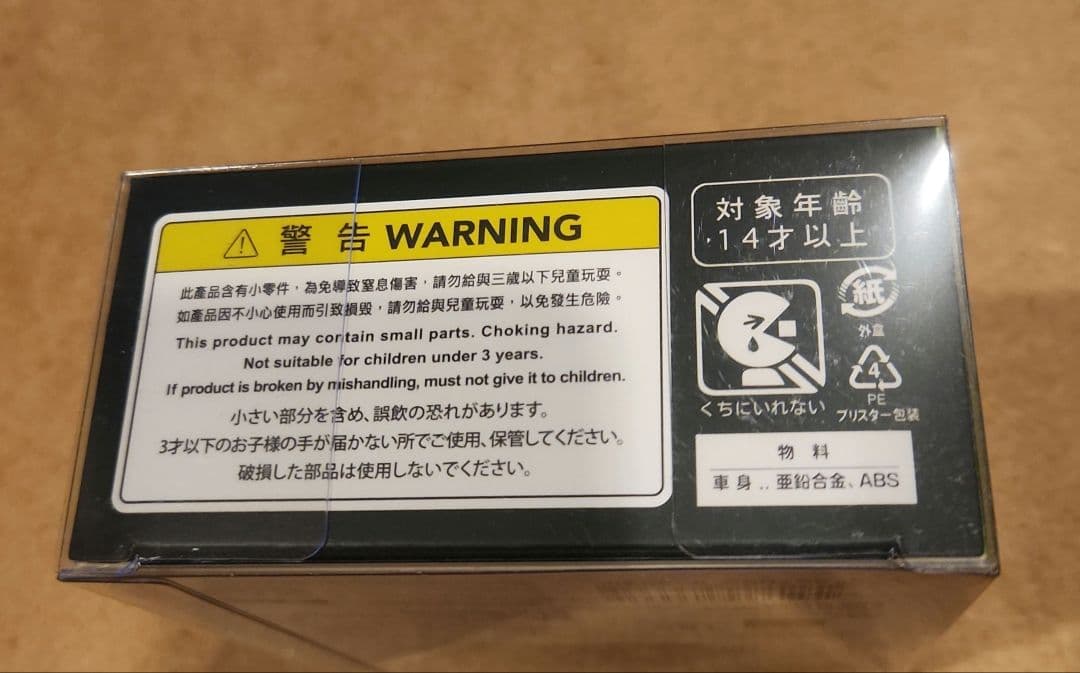 警告 WARNING
此產品含有小零件，為免導致窒息傷害，請勿給與三歲以下兒童玩耍。
如產品因不小心使用而引致損毀，請勿給與兒童玩耍，以免發生危險。
This product may contain small parts. Choking hazard.
Not suitable for children under 3 years.
If product is broken by mishandling, must not give it to children.
小さい部分を含め、誤飲の恐れがあります。
3才以下のお子様の手が届かない所でご使用、保管してください。
破損した部品は使用しないでください。
対象年齢
14才以上
くちにいれない
紙
外盒
4
PE
ブリスター包装
物料
車身‥亜鉛合金、ABS